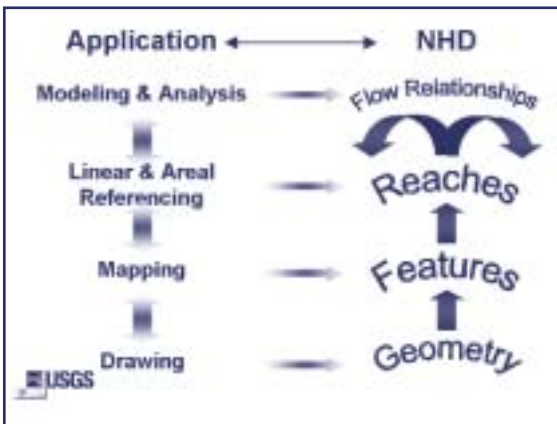 Application NHD
Modeling & Analysis Flow Relationships
Linear & Areal
Referencing Reaches
Mapping Features
Drawing Geometry
USGS